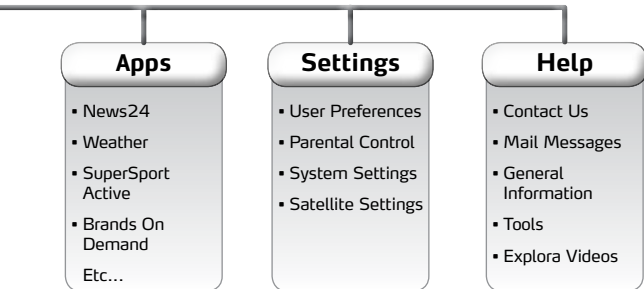 Apps
▪ News24
▪ Weather
▪ SuperSport
Active
▪ Brands On
Demand
Etc...
Settings
▪ User Preferences
▪ Parental Control
▪ System Settings
▪ Satellite Settings
Help
▪ Contact Us
▪ Mail Messages
▪ General
Information
▪ Tools
▪ Explora Videos